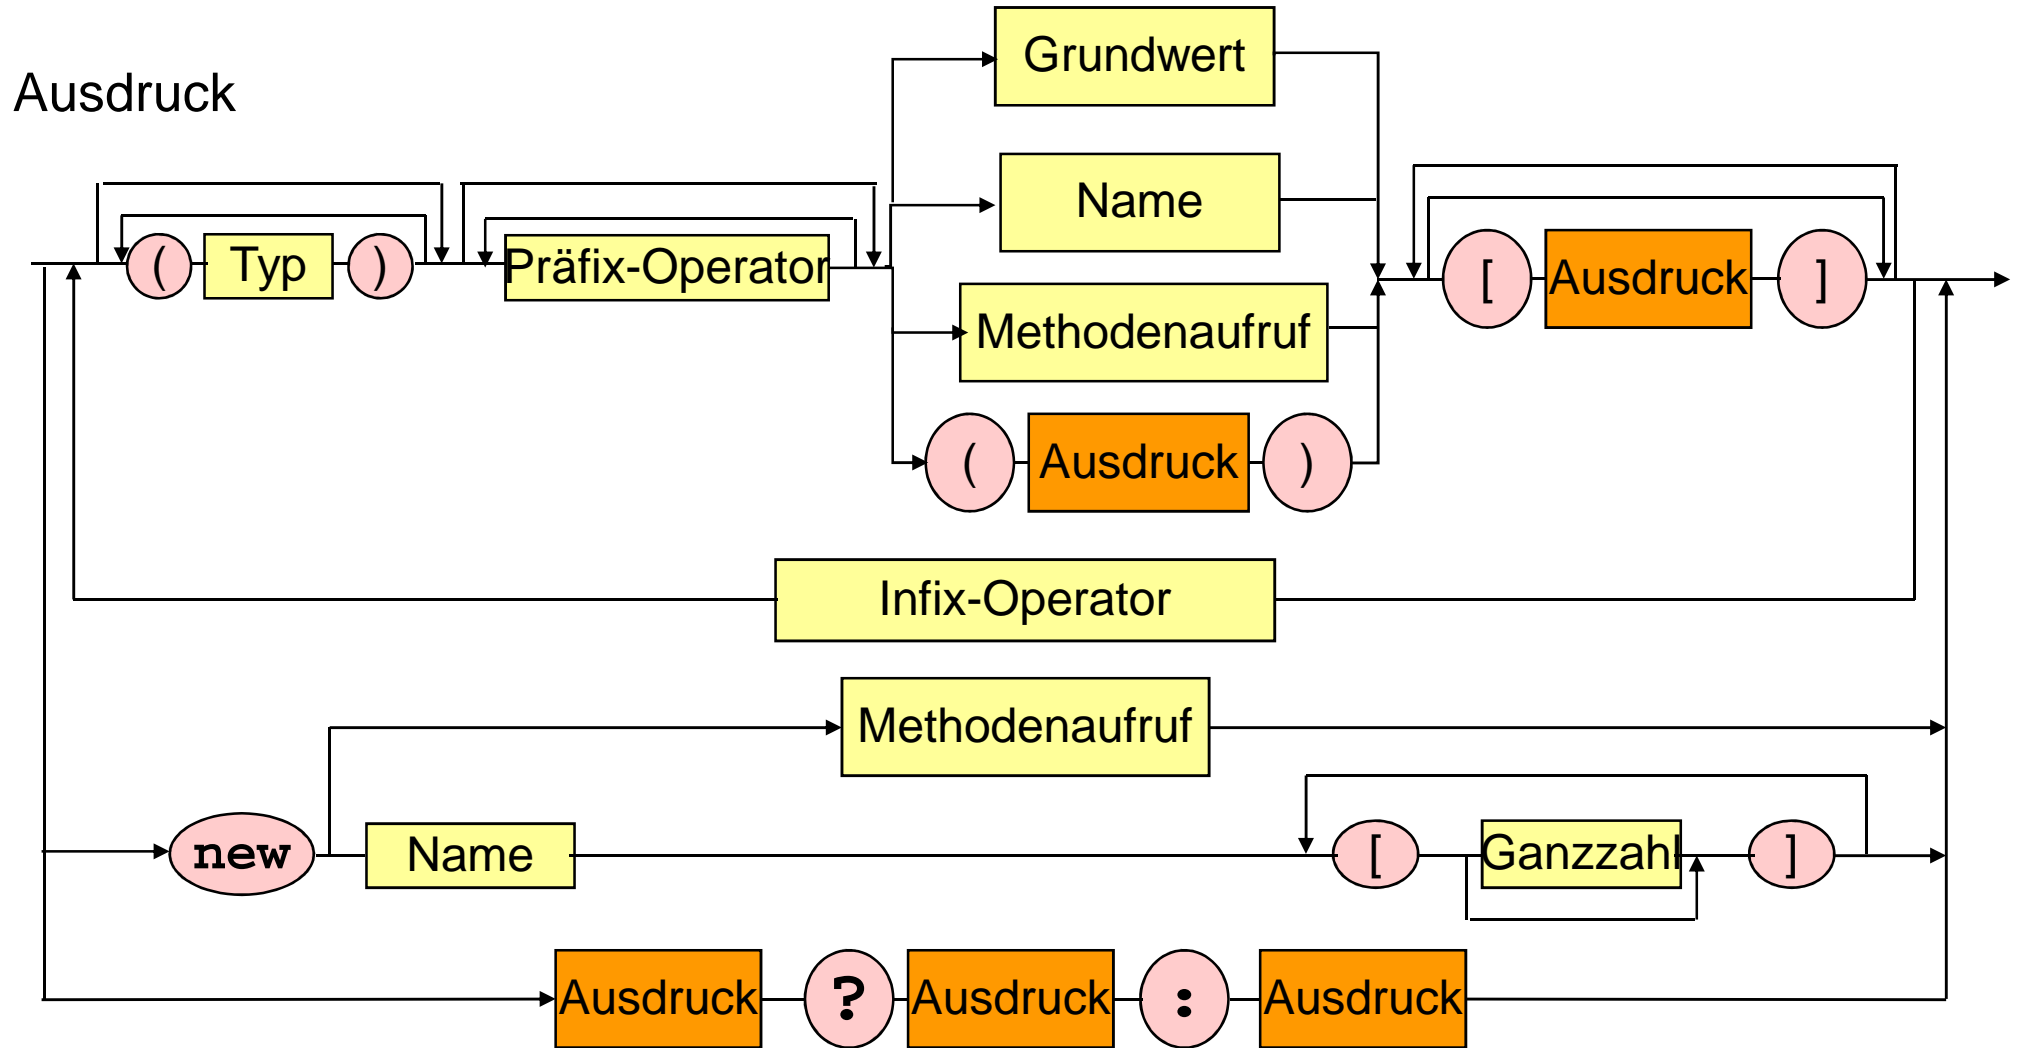 Grundwert
Ausdruck
Name
( Typ ) Präfix-Operator [ Ausdruck ]
Methodenaufruf
( Ausdruck )
Infix-Operator
Methodenaufruf
new Name [ Ganzzahl ]
Ausdruck ? Ausdruck : Ausdruck